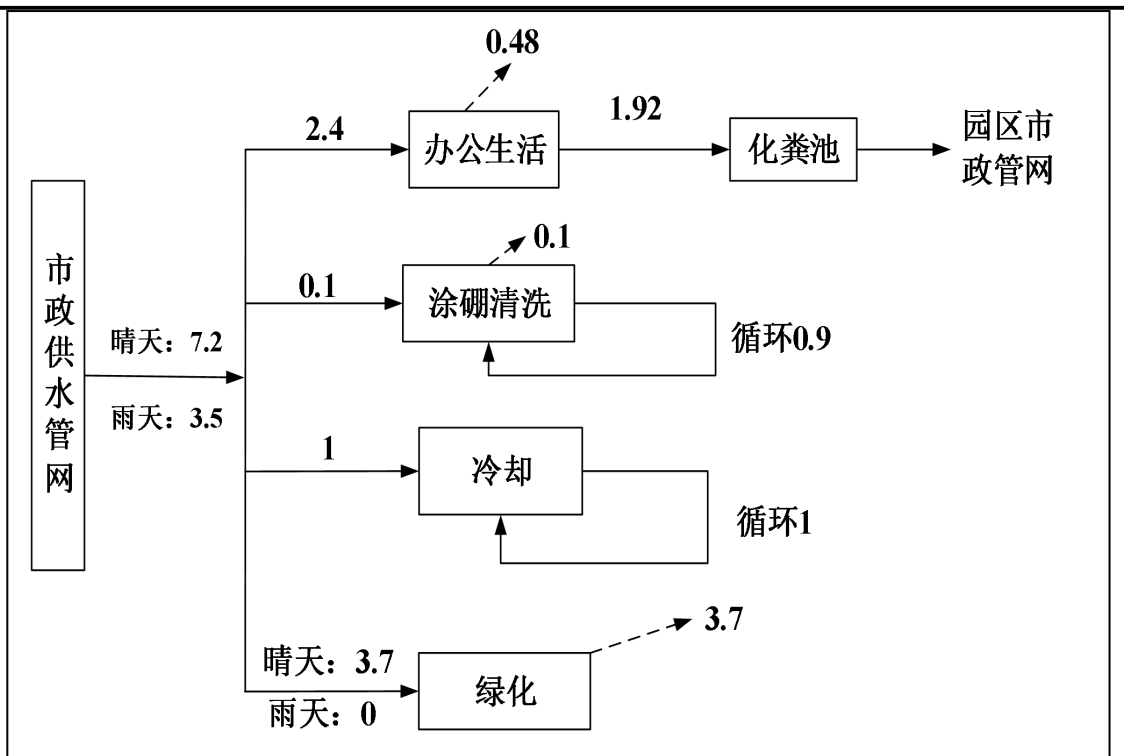 0.48
2.4
办公生活
1.92
化粪池
园区市
政管网
市政供水管网
晴天：7.2
雨天：3.5
0.1
涂硼清洗
0.1
循环0.9
1
冷却
循环1
晴天：3.7
雨天：0
绿化
3.7